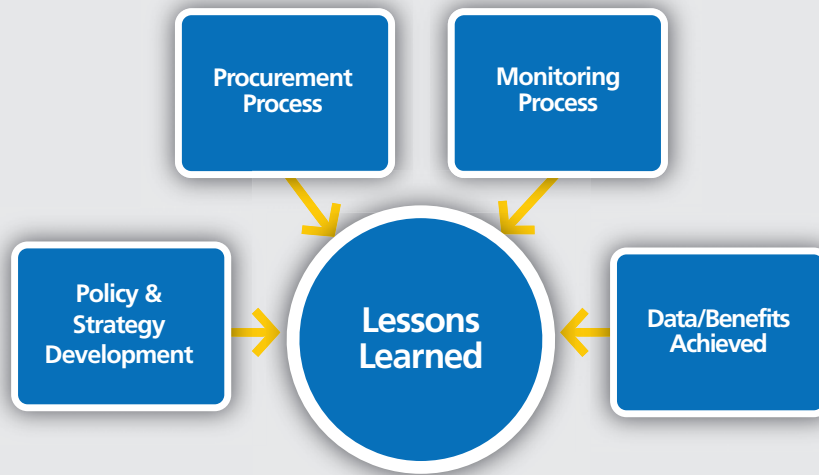 Procurement
Process
Monitoring
Process
Policy &
Strategy
Development
Lessons
Learned
Data/Benefits
Achieved